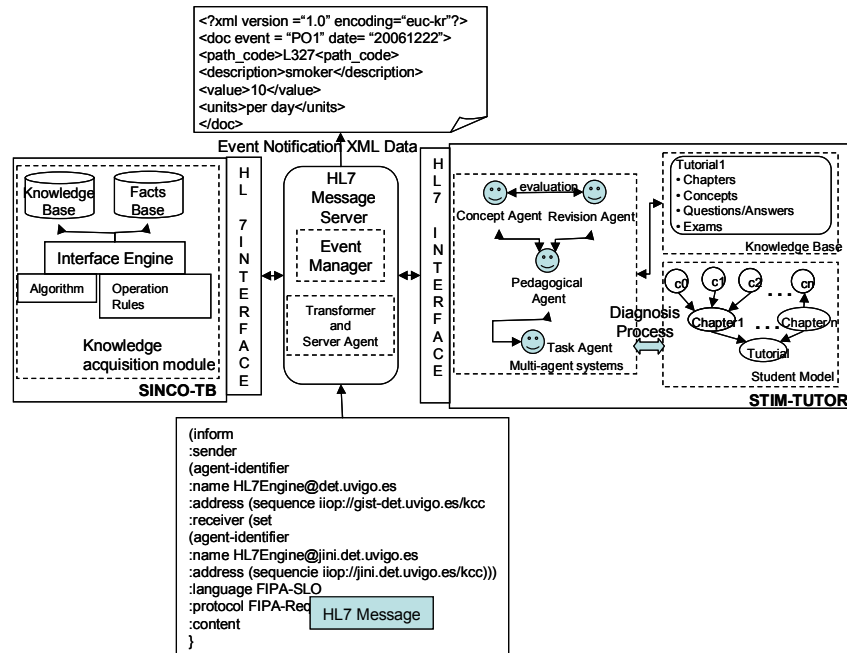 <?xml version =“1.0” encoding=“euc-kr”?>
<doc event = “PO1” date= “20061222”>
<path_code>L327<path_code>
<description>smoker</description>
<value>10</value>
<units>per day</units>
</doc>
Event Notification XML Data
Knowledge
Base
Facts
Base
Interface Engine
Algorithm
Operation
Rules
Knowledge
acquisition module
SINCO-TB
HL 7INTERFACE
HL7
Message
Server
Event
Manager
Transformer
and
Server Agent
HL7 INTERFACE
evaluation
Concept Agent
Revision Agent
Pedagogical
Agent
Task Agent
Multi-agent systems
Diagnosis
Process
Tutorial1
• Chapters
• Concepts
• Questions/Answers
• Exams
Knowledge Base
c0
c1
c2
...
cn
Chapter1
...
Chapter n
Tutorial
Student Model
STIM-TUTOR
(inform
:sender
(agent-identifier
:name HL7Engine@det.uvigo.es
:address (sequence iiop://gist-det.uvigo.es/kcc
:receiver (set
(agent-identifier
:name HL7Engine@jini.det.uvigo.es
:address (sequencie iiop://jini.det.uvigo.es/kcc)))
:language FIPA-SLO
:protocol FIPA-Req
HL7 Message
:content
}